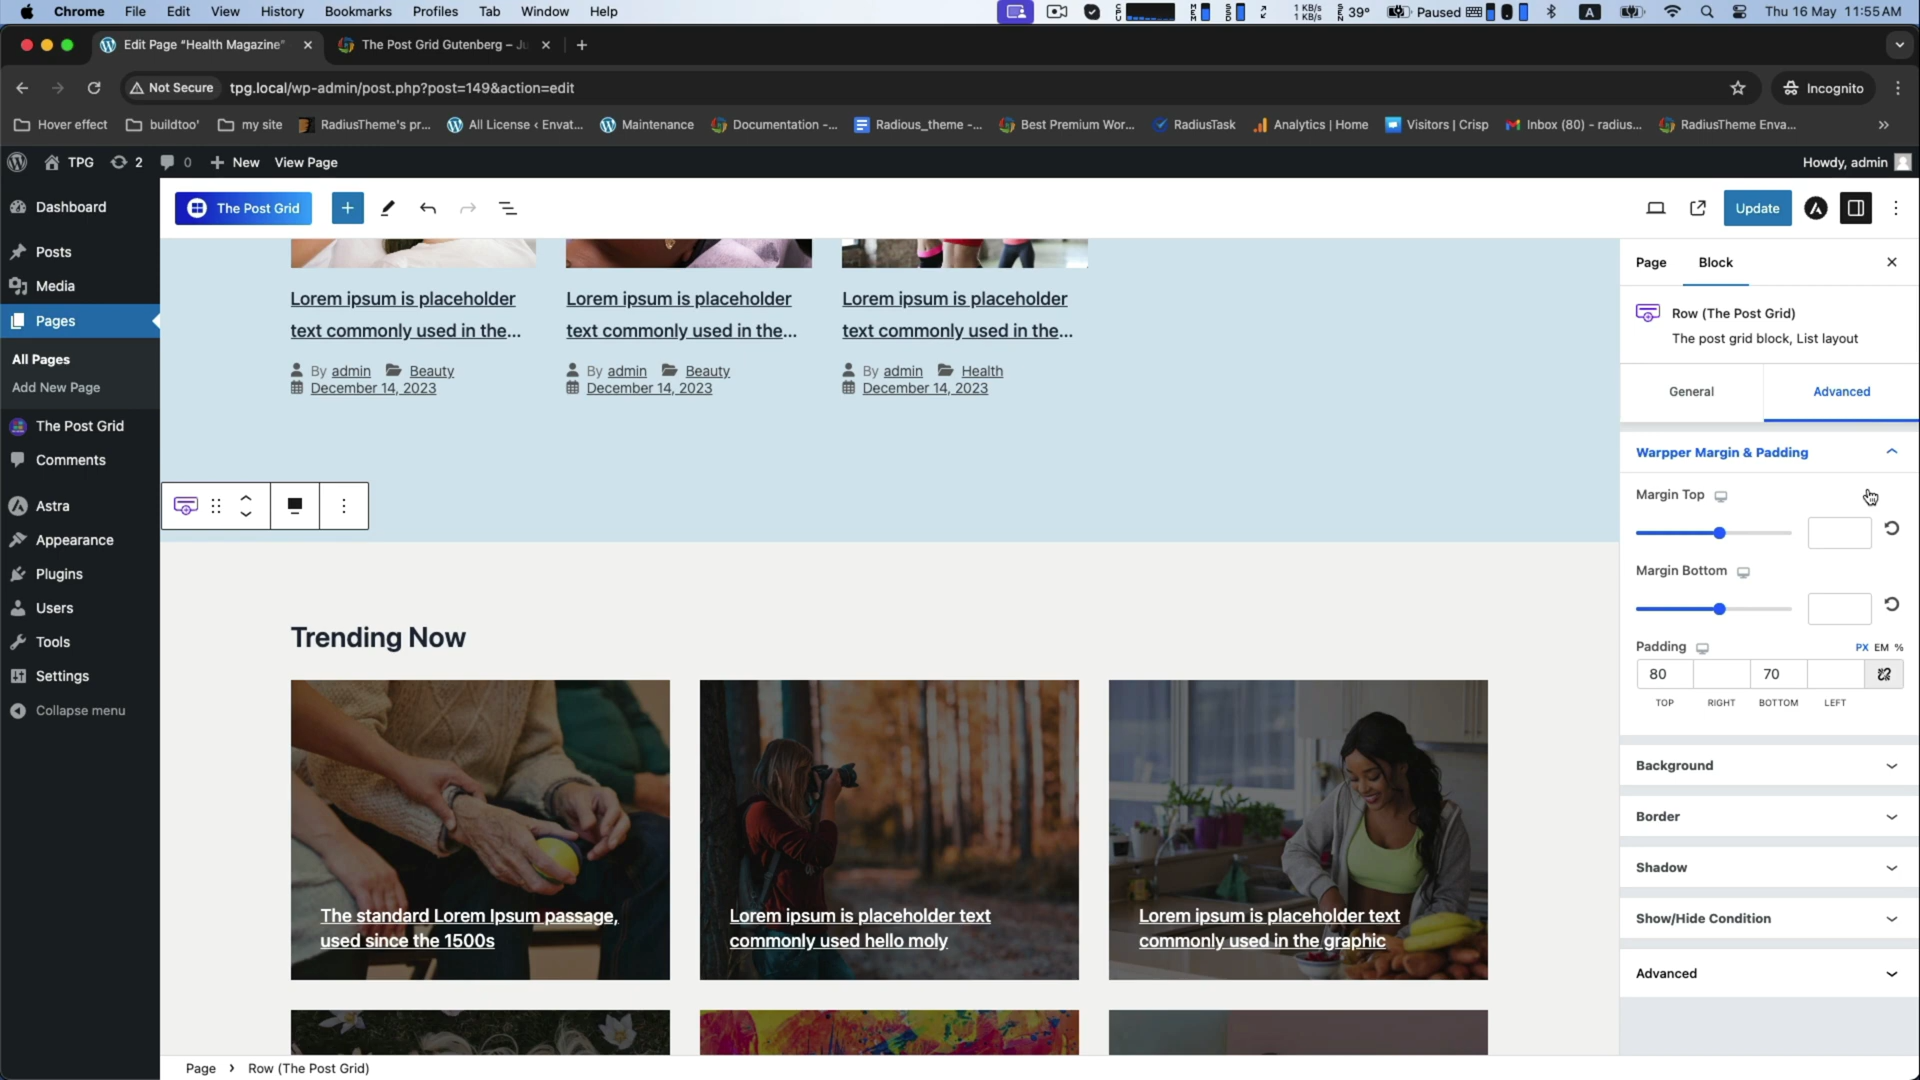 Chrome File Edit View History Bookmarks Profiles Tab Window Help
1 KB/s
1 KB/s
39° Paused A Thu 16 May 11:55 AM
Edit Page “Health Magazine” The Post Grid Gutenberg – Ju
Not Secure tpg.local/wp-admin/post.php?post=149&action=edit Incognito
Hover effect buildtoo' my site RadiusTheme's pr... All License ‹ Envat... Maintenance Documentation -... Radious_theme -... Best Premium Wor... RadiusTask Analytics | Home Visitors | Crisp Inbox (80) - radius... RadiusTheme Enva...
TPG 2 0 New View Page Howdy, admin
Dashboard
Posts
Media
Pages
All Pages
Add New Page
The Post Grid
Comments
Astra
Appearance
Plugins
Users
Tools
Settings
Collapse menu
The Post Grid Update
Lorem ipsum is placeholder
text commonly used in the...
By admin Beauty
December 14, 2023
Lorem ipsum is placeholder
text commonly used in the...
By admin Beauty
December 14, 2023
Lorem ipsum is placeholder
text commonly used in the...
By admin Health
December 14, 2023
Trending Now
The standard Lorem Ipsum passage,
used since the 1500s
Lorem ipsum is placeholder text
commonly used hello moly
Lorem ipsum is placeholder text
commonly used in the graphic
Page Block
Row (The Post Grid)
The post grid block, List layout
General Advanced
Warpper Margin & Padding
Margin Top
Margin Bottom
Padding PX EM %
80 70
TOP RIGHT BOTTOM LEFT
Background
Border
Shadow
Show/Hide Condition
Advanced
Page › Row (The Post Grid)